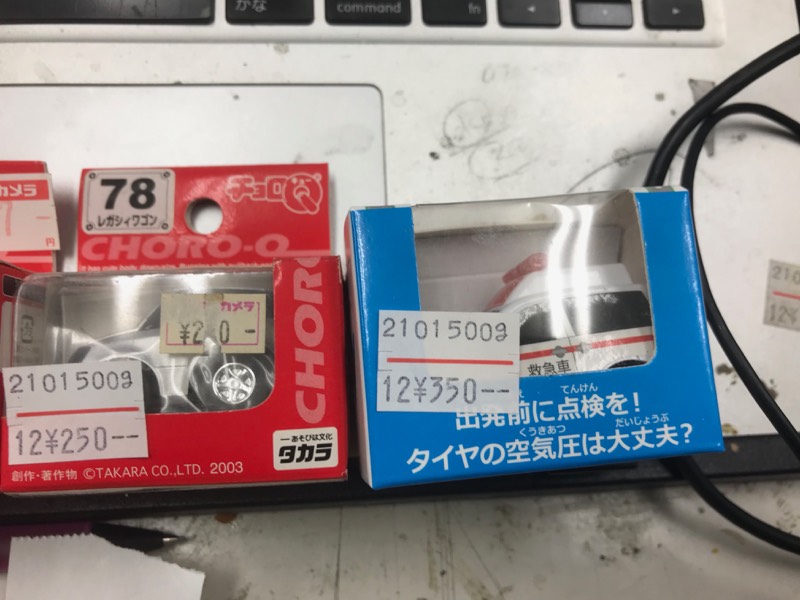 かな
command
fn
カメラ
円
78
レガシィワゴン
チョロQ
CHORO-Q
CHORO
カメラ
¥2
0-
2101500g
12¥250--
あそびは文化
タカラ
創作・著作物 ©TAKARA CO.,LTD. 2003
2101500g
12¥350--
救急車
出発前に点検を!
てんけん
タイヤの空気圧は大丈夫?
くうきあつ
だいじょうぶ